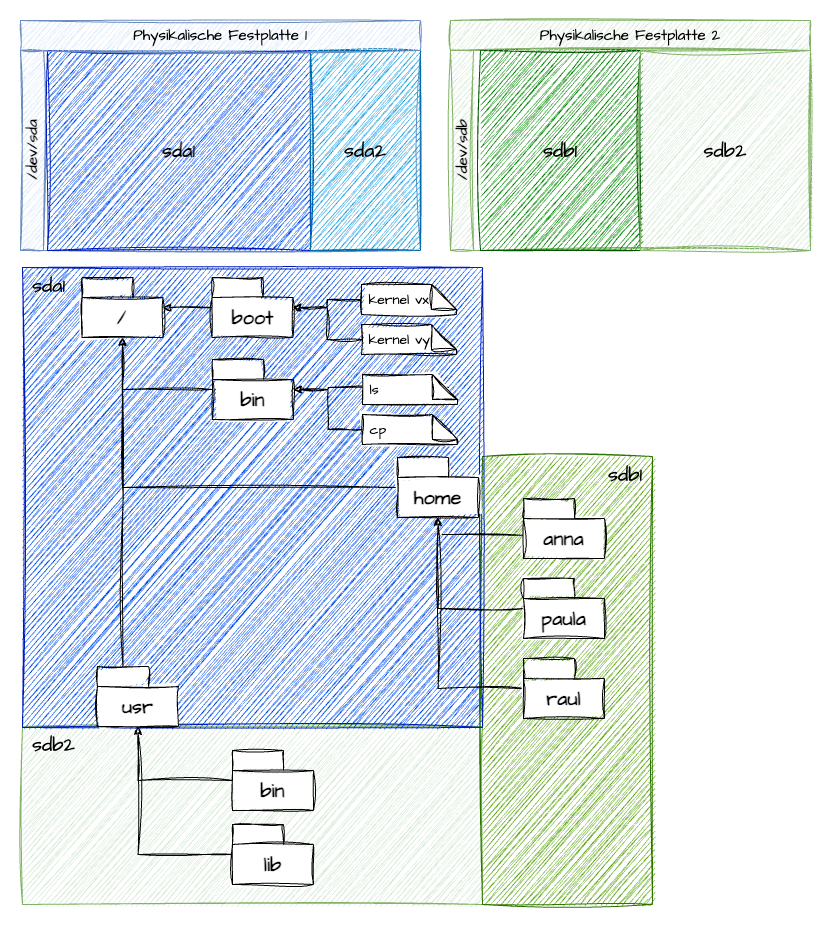 Physikalische Festplatte 1
Physikalische Festplatte 2
/dev/sda
sda1
sda2
/dev/sdb
sdb1
sdb2
sda1
/
boot
kernel vx
kernel vy
bin
ls
cp
home
sdb1
anna
paula
raul
usr
sdb2
bin
lib